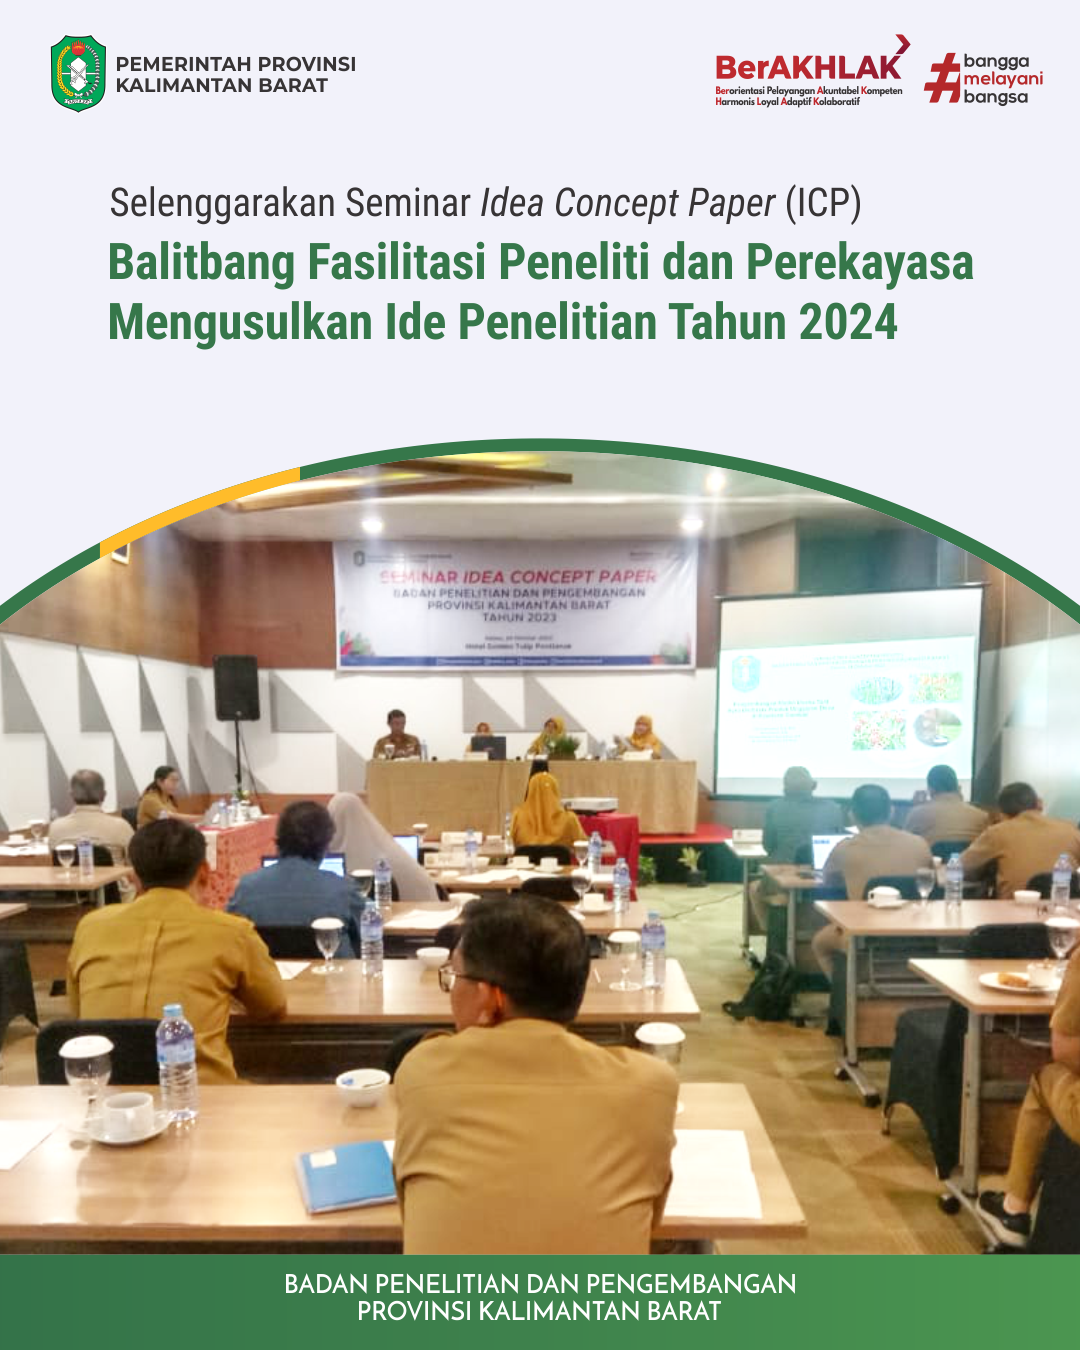 PEMERINTAH PROVINSI
KALIMANTAN BARAT
BerAKHLAK
Berorientasi Pelayangan Akuntabel Kompeten
Harmonis Loyal Adaptif Kolaboratif
#
bangga
melayani
bangsa
Selenggarakan Seminar Idea Concept Paper (ICP)
Balitbang Fasilitasi Peneliti dan Perekayasa
Mengusulkan Ide Penelitian Tahun 2024
SEMINAR IDEA CONCEPT PAPER
BADAN PENELITIAN DAN PENGEMBANGAN
PROVINSI KALIMANTAN BARAT
TAHUN 2023
BADAN PENELITIAN DAN PENGEMBANGAN
PROVINSI KALIMANTAN BARAT